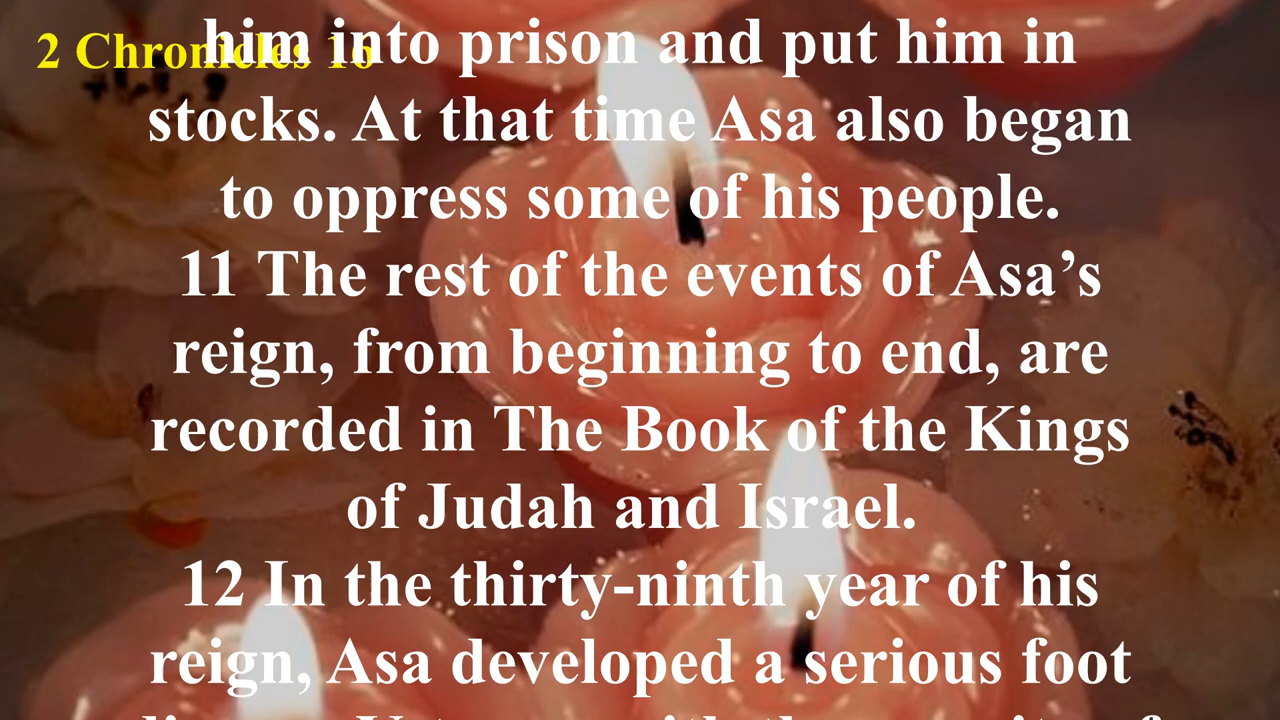 2 Chronicles 16
him into prison and put him in
stocks. At that time Asa also began
to oppress some of his people.
11 The rest of the events of Asa’s
reign, from beginning to end, are
recorded in The Book of the Kings
of Judah and Israel.
12 In the thirty-ninth year of his
reign, Asa developed a serious foot